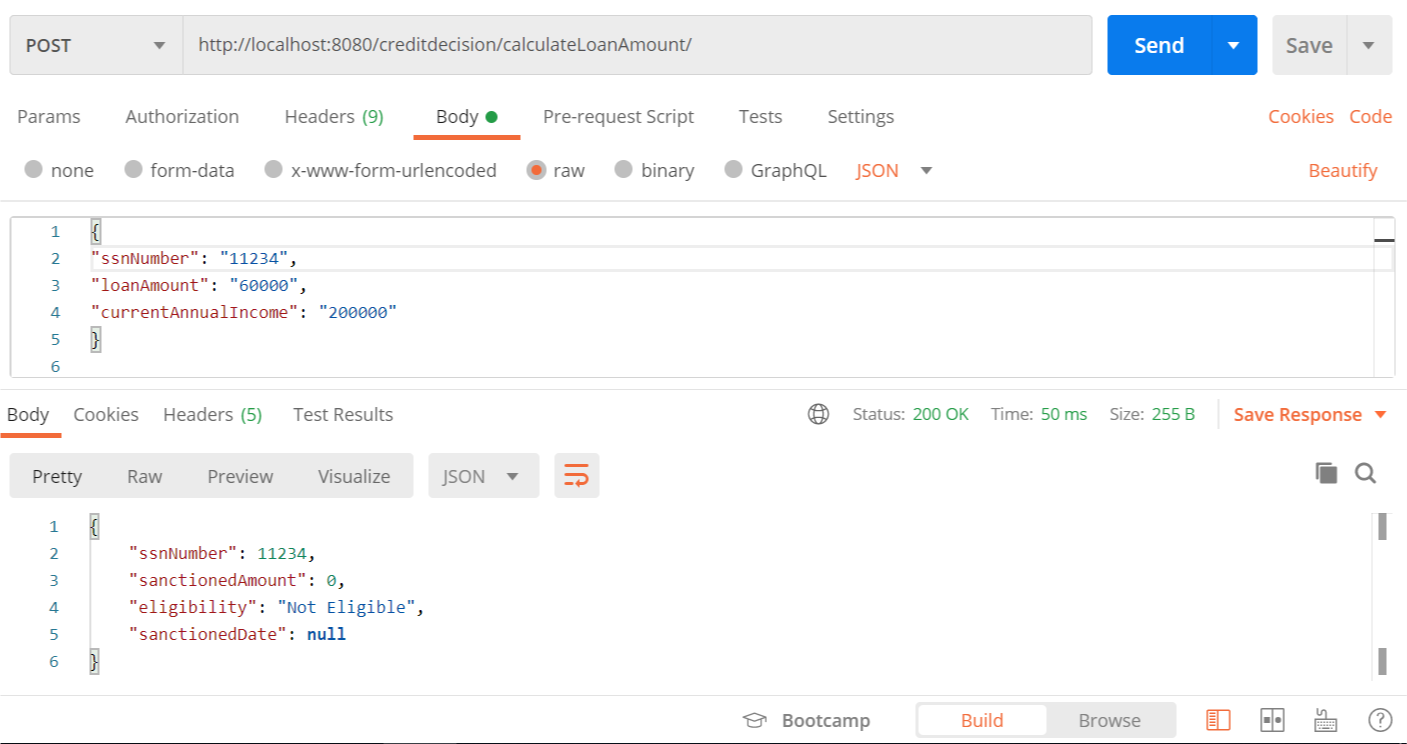 POST http://localhost:8080/creditdecision/calculateLoanAmount/ Send Save
Params Authorization Headers (9) Body Pre-request Script Tests Settings Cookies Code
none form-data x-www-form-urlencoded raw binary GraphQL JSON Beautify
1 {
2 "ssnNumber": "11234",
3 "loanAmount": "60000",
4 "currentAnnualIncome": "200000"
5 }
6
Body Cookies Headers (5) Test Results Status: 200 OK Time: 50 ms Size: 255 B Save Response
Pretty Raw Preview Visualize JSON
1 {
2 "ssnNumber": 11234,
3 "sanctionedAmount": 0,
4 "eligibility": "Not Eligible",
5 "sanctionedDate": null
6 }
Bootcamp Build Browse ?